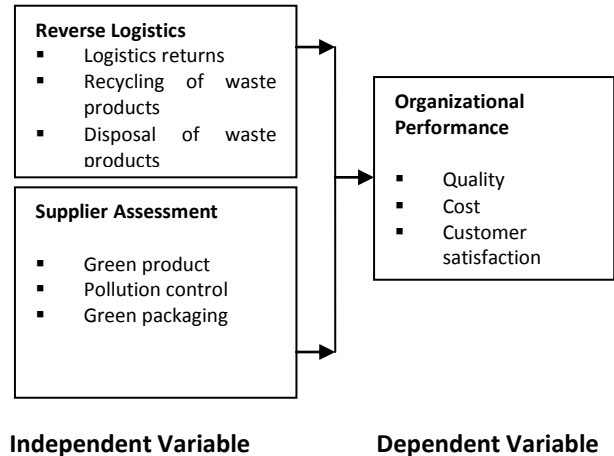 Reverse Logistics
▪ Logistics returns
▪ Recycling of waste
products
▪ Disposal of waste
products
Supplier Assessment
▪ Green product
▪ Pollution control
▪ Green packaging
Organizational
Performance
▪ Quality
▪ Cost
▪ Customer
satisfaction
Independent Variable
Dependent Variable